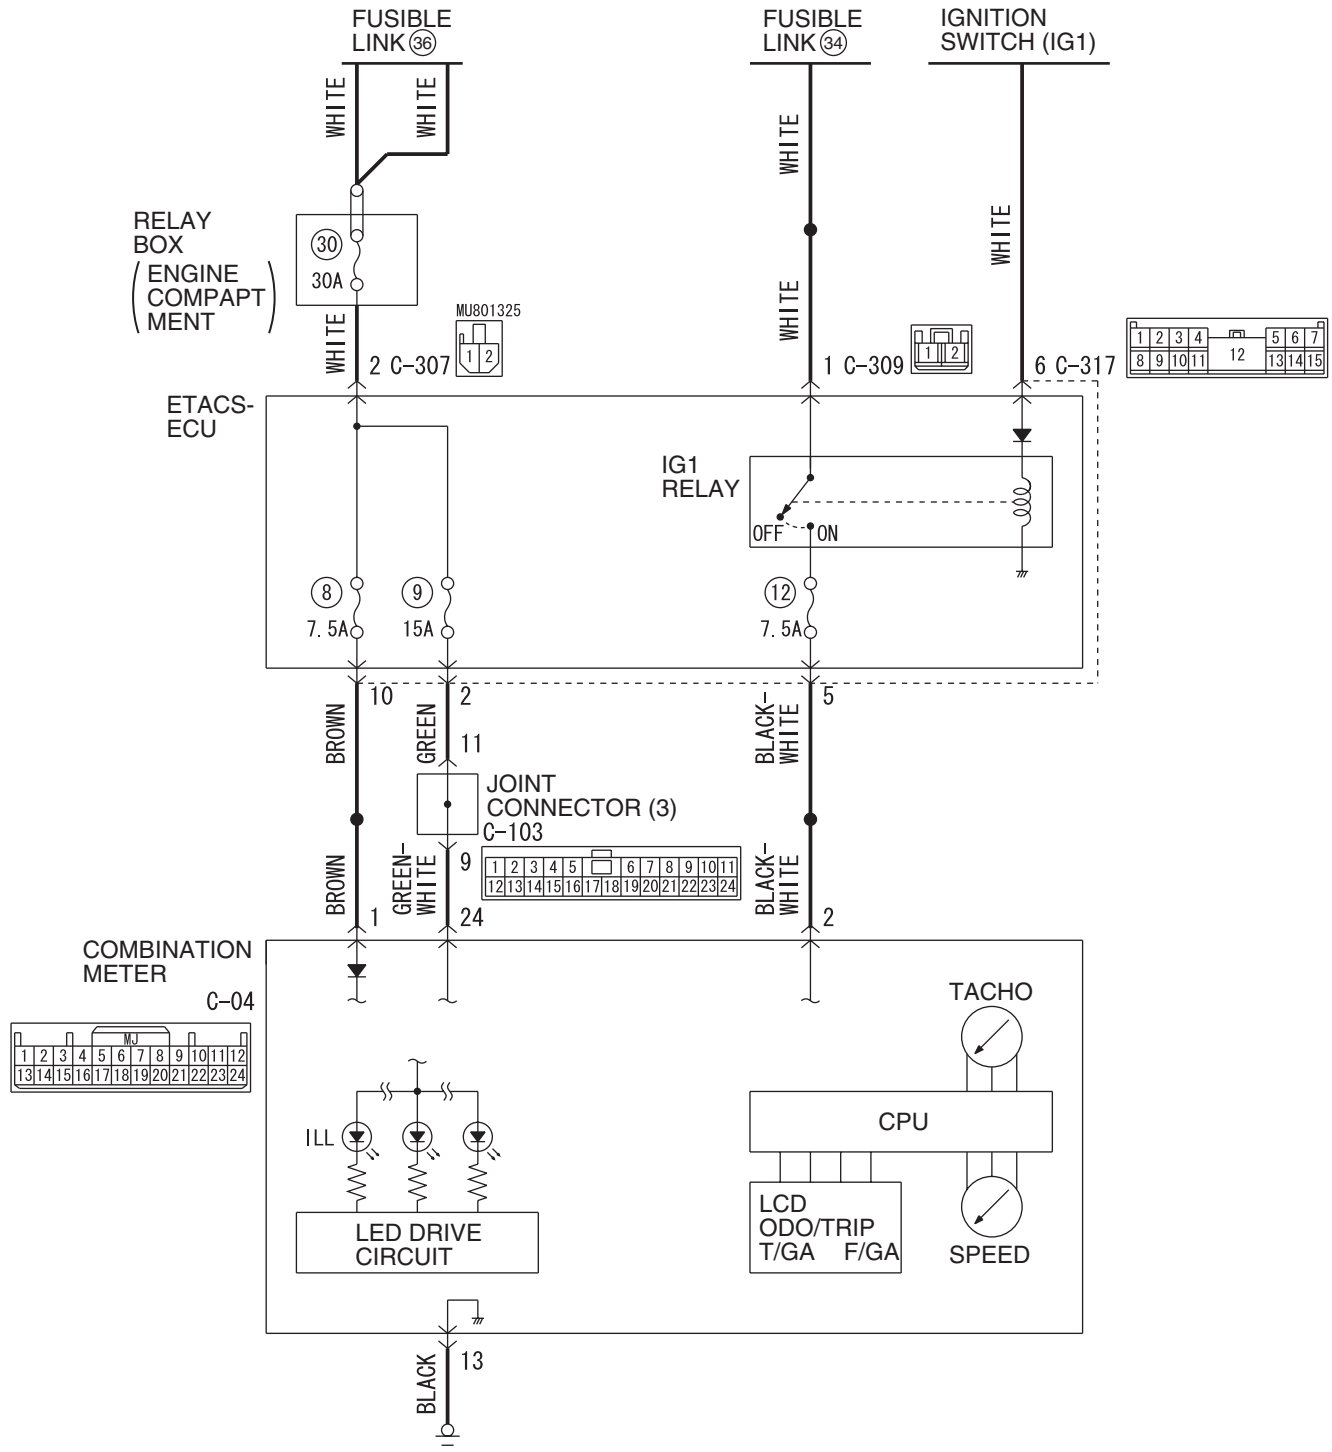 FUSIBLE
LINK 36
FUSIBLE
LINK 34
IGNITION
SWITCH (IG1)
WHITE
WHITE
WHITE
WHITE
WHITE
RELAY
BOX
(ENGINE
COMPAPT
MENT)
30
30A
WHITE
MU801325
1 2
2 C-307
1 C-309
1 2
6 C-317
1 2 3 4 5 6 7
8 9 10 11 12 13 14 15
ETACS-
ECU
IG1
RELAY
OFF ON
8
7.5A
9
15A
12
7.5A
10
2
5
BROWN
GREEN
BLACK-
WHITE
11
JOINT
CONNECTOR (3)
C-103
9
1 2 3 4 5 6 7 8 9 10 11
12 13 14 15 16 17 18 19 20 21 22 23 24
BROWN
GREEN-
WHITE
BLACK-
WHITE
1
24
2
COMBINATION
METER
C-04
MJ
1 2 3 4 5 6 7 8 9 10 11 12
13 14 15 16 17 18 19 20 21 22 23 24
TACHO
CPU
ILL
LED DRIVE
CIRCUIT
LCD
ODO/TRIP
T/GA F/GA
SPEED
13
BLACK